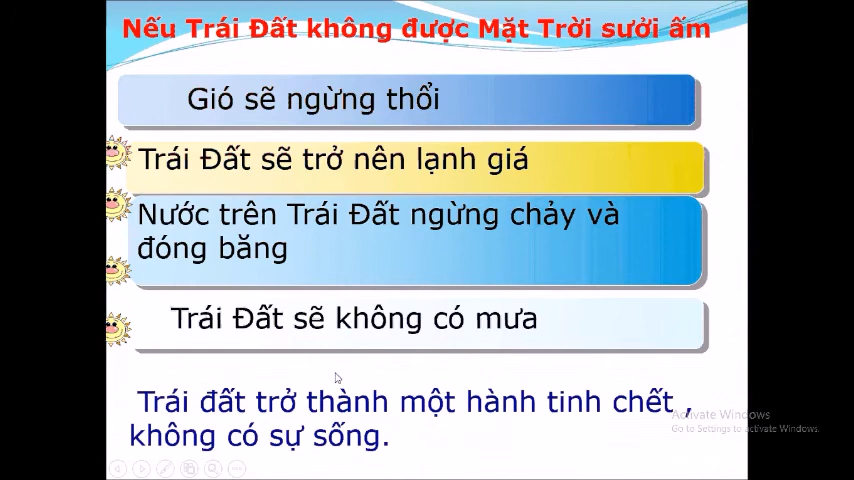 Nếu Trái Đất không được Mặt Trời sưởi ấm
Gió sẽ ngừng thổi
Trái Đất sẽ trở nên lạnh giá
Nước trên Trái Đất ngừng chảy và
đóng băng
Trái Đất sẽ không có mưa
Trái đất trở thành một hành tinh chết ,
không có sự sống.
Activate Windows
Go to Settings to activate Windows.